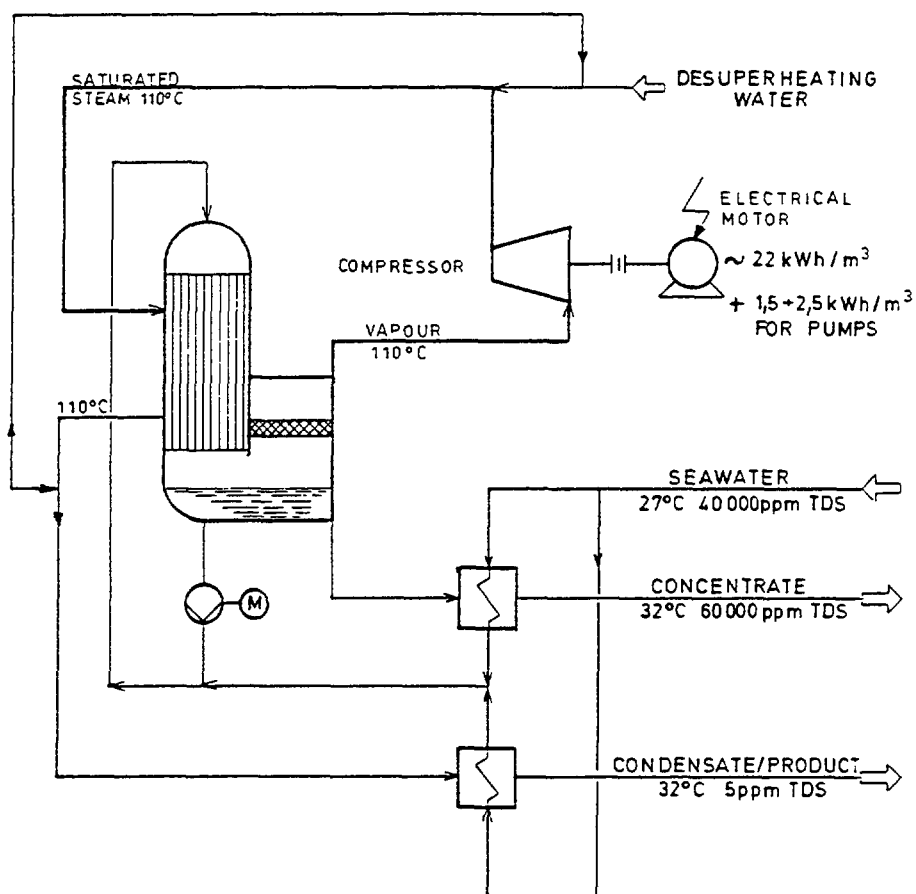 SATURATED
STEAM 110°C
DESUPERHEATING
WATER
ELECTRICAL
MOTOR
COMPRESSOR
~ 22 kWh/m³
+ 1,5÷2,5 kWh/m³
FOR PUMPS
VAPOUR
110°C
110°C
SEAWATER
27°C 40 000ppm TDS
M
CONCENTRATE
32°C 60 000 ppm TDS
CONDENSATE/PRODUCT
32°C 5ppm TDS